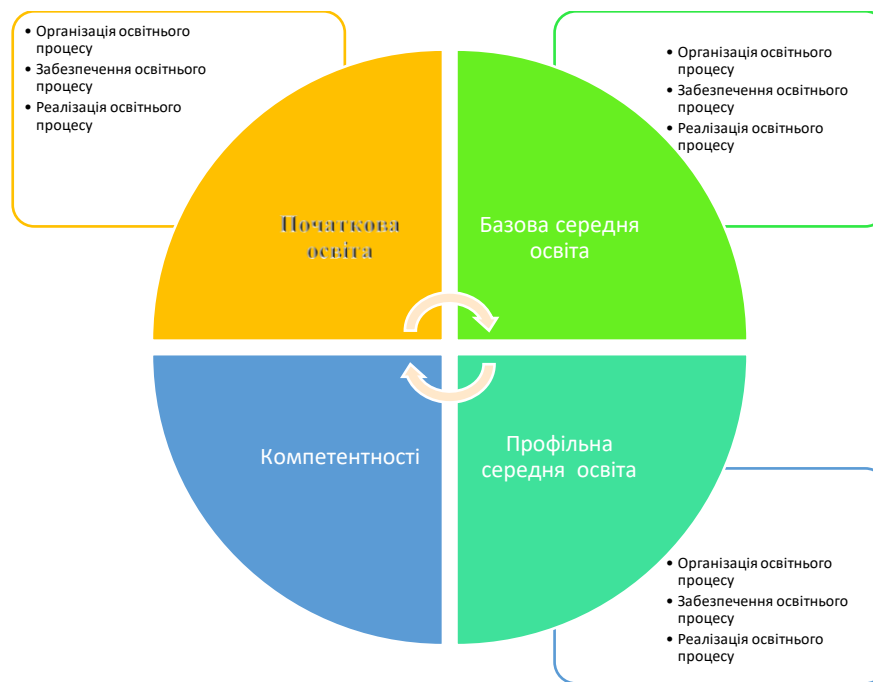 • Організація освітнього
процесу
• Забезпечення освітнього
процесу
• Реалізація освітнього
процесу
• Організація освітнього
процесу
• Забезпечення освітнього
процесу
• Реалізація освітнього
процесу
Початкова
освіта
Базова середня
освіта
Компетентності
Профільна
середня освіта
• Організація освітнього
процесу
• Забезпечення освітнього
процесу
• Реалізація освітнього
процесу